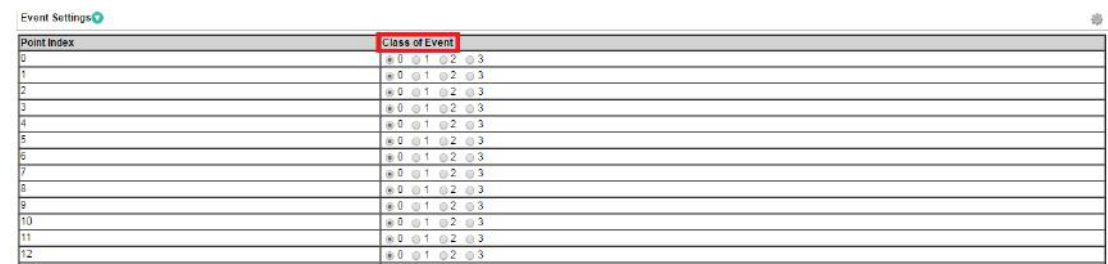 Event Settings
Point Index Class of Event
0 0 1 2 3
1 0 1 2 3
2 0 1 2 3
3 0 1 2 3
4 0 1 2 3
5 0 1 2 3
6 0 1 2 3
7 0 1 2 3
8 0 1 2 3
9 0 1 2 3
10 0 1 2 3
11 0 1 2 3
12 0 1 2 3